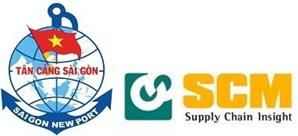 TÂN CẢNG SÀI GÒN
SAIGON NEW PORT
SCM
Supply Chain Insight